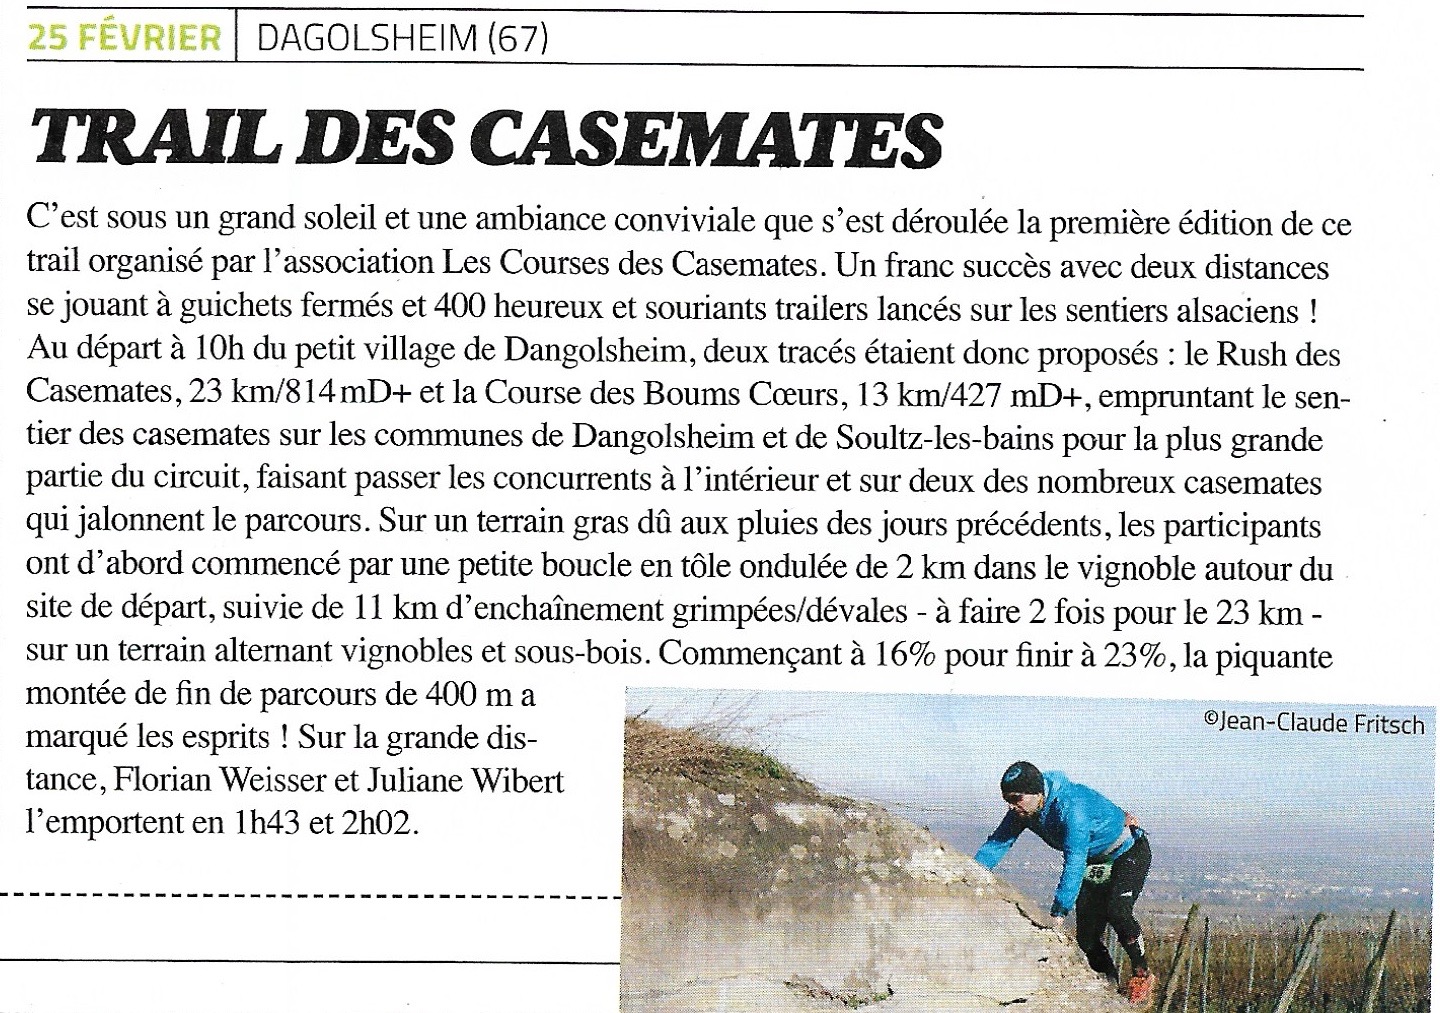 25 FÉVRIER DAGOLSHEIM (67)
TRAIL DES CASEMATES
C'est sous un grand soleil et une ambiance conviviale que s'est déroulée la première édition de ce
trail organisé par l'association Les Courses des Casemates. Un franc succès avec deux distances
se jouant à guichets fermés et 400 heureux et souriants trailers lancés sur les sentiers alsaciens !
Au départ à 10h du petit village de Dangolsheim, deux tracés étaient donc proposés : le Rush des
Casemates, 23 km/814 mD+ et la Course des Boums Cœurs, 13 km/427 mD+, empruntant le sen-
tier des casemates sur les communes de Dangolsheim et de Soultz-les-bains pour la plus grande
partie du circuit, faisant passer les concurrents à l'intérieur et sur deux des nombreux casemates
qui jalonnent le parcours. Sur un terrain gras dû aux pluies des jours précédents, les participants
ont d'abord commencé par une petite boucle en tôle ondulée de 2 km dans le vignoble autour du
site de départ, suivie de 11 km d'enchaînement grimpées/dévales - à faire 2 fois pour le 23 km -
sur un terrain alternant vignobles et sous-bois. Commençant à 16% pour finir à 23%, la piquante
montée de fin de parcours de 400 m a
marqué les esprits ! Sur la grande dis-
tance, Florian Weisser et Juliane Wibert
l'emportent en 1h43 et 2h02.
©Jean-Claude Fritsch